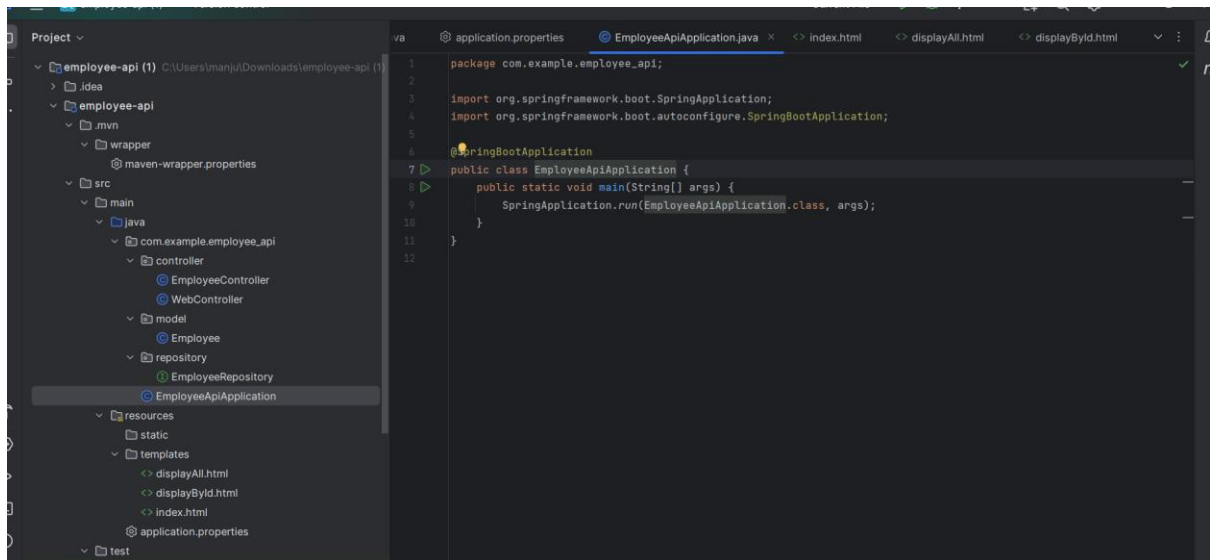 Project
employee-api (1) C:\Users\manju\Downloads\employee-api (1)
.idea
employee-api
.mvn
wrapper
maven-wrapper.properties
src
main
java
com.example.employee_api
controller
EmployeeController
WebController
model
Employee
repository
EmployeeRepository
EmployeeApiApplication
resources
static
templates
displayAll.html
displayById.html
index.html
application.properties
test
va application.properties EmployeeApiApplication.java index.html displayAll.html displayById.html
1 package com.example.employee_api;
2
3 import org.springframework.boot.SpringApplication;
4 import org.springframework.boot.autoconfigure.SpringBootApplication;
5
6 @SpringBootApplication
7 public class EmployeeApiApplication {
8 public static void main(String[] args) {
9 SpringApplication.run(EmployeeApiApplication.class, args);
10 }
11 }
12